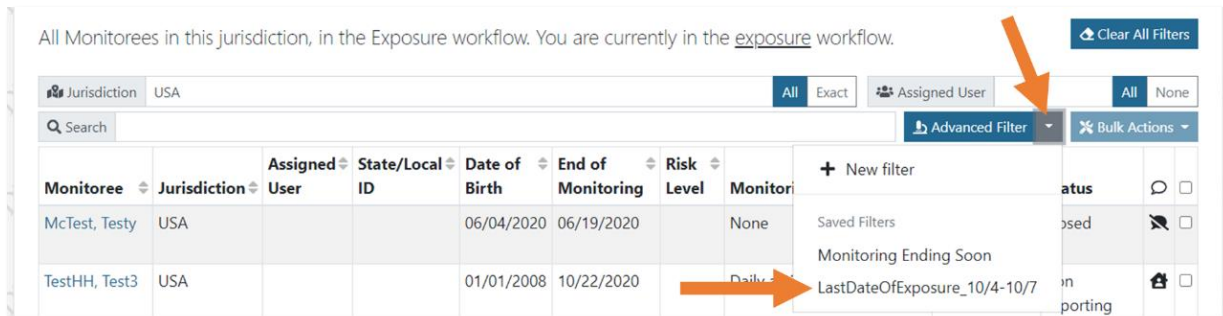 All Monitorees in this jurisdiction, in the Exposure workflow. You are currently in the exposure workflow.
Clear All Filters
Jurisdiction USA All Exact Assigned User All None
Search Advanced Filter Bulk Actions
Monitoree Jurisdiction Assigned User State/Local ID Date of Birth End of Monitoring Risk Level
New filter
Saved Filters
Monitoring Ending Soon
LastDateOfExposure_10/4-10/7
McTest, Testy USA 06/04/2020 06/19/2020 None
TestHH, Test3 USA 01/01/2008 10/22/2020